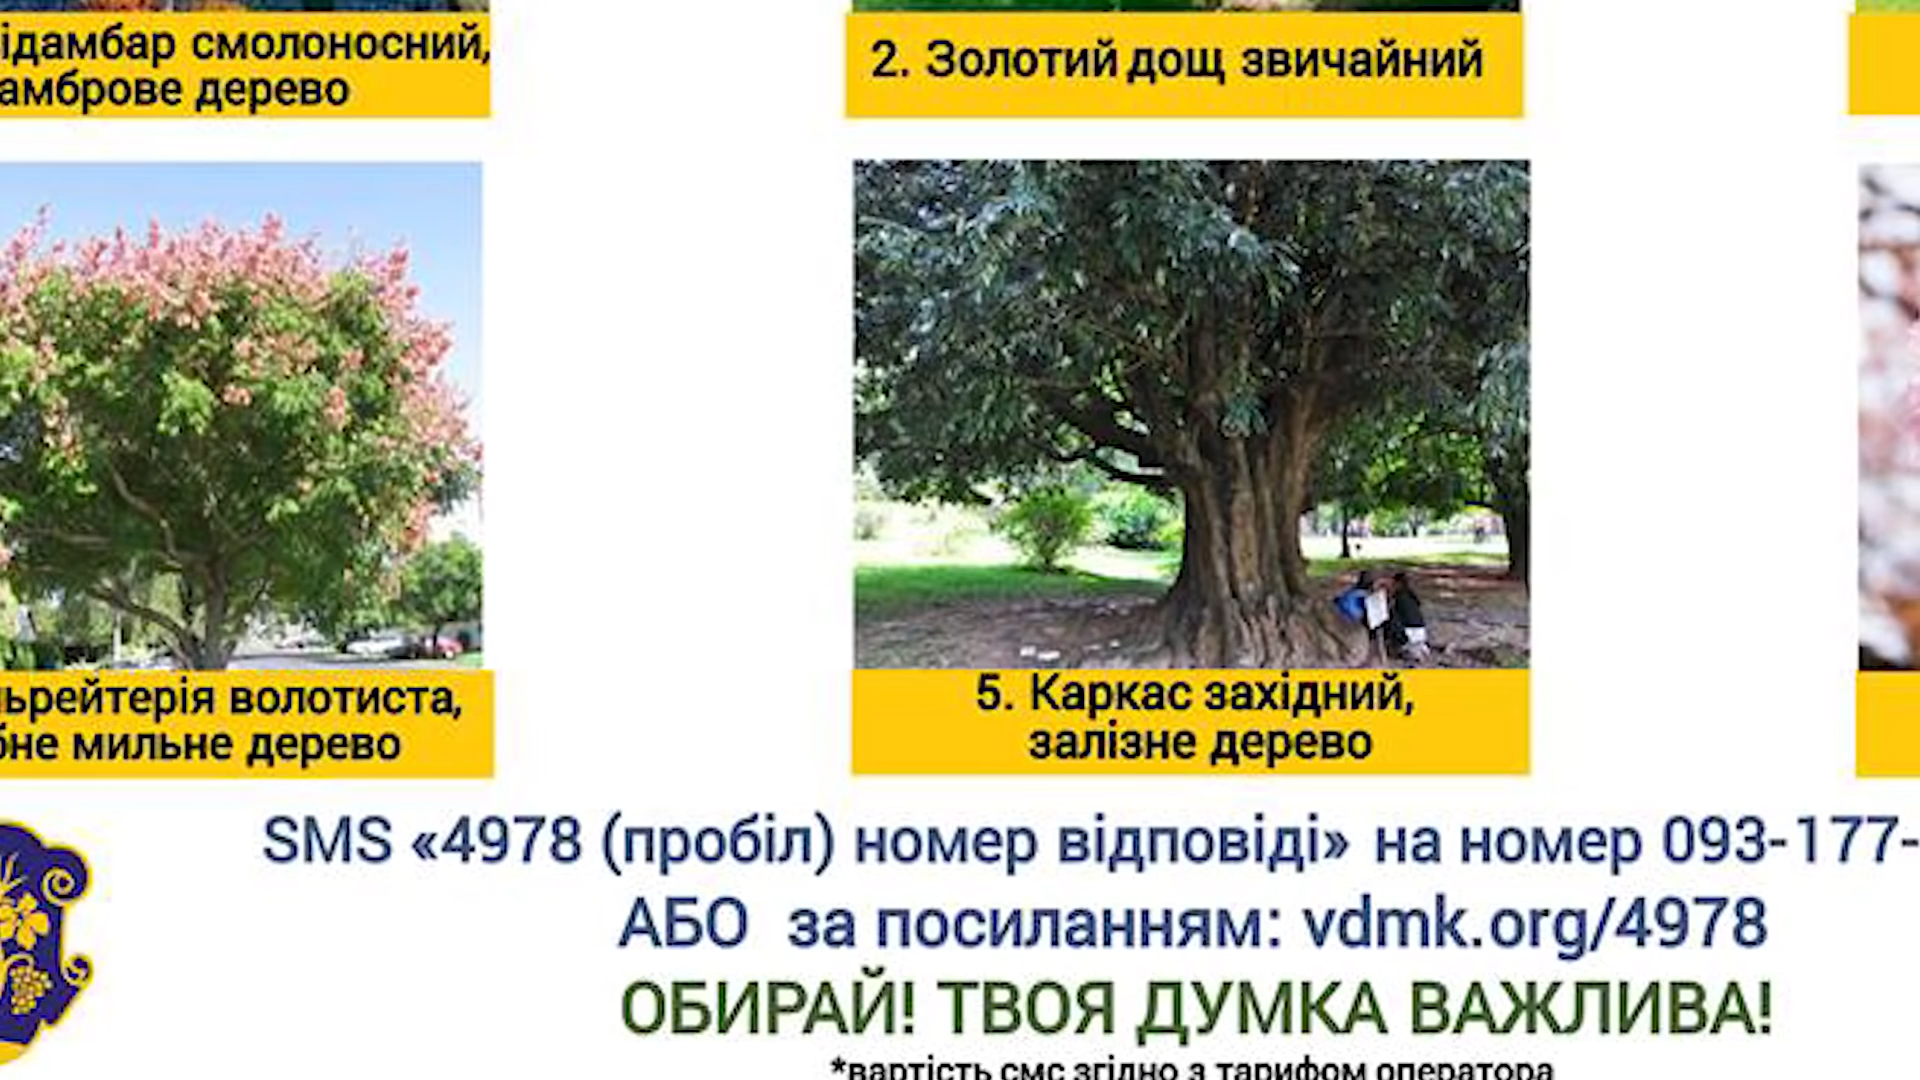 ідамбар смолоносний,
амброве дерево
2. Золотий дощ звичайний
ьрейтерія волотиста,
бне мильне дерево
5. Каркас західний,
залізне дерево
SMS «4978 (пробіл) номер відповіді» на номер 093-177-
АБО за посиланням: vdmk.org/4978
ОБИРАЙ! ТВОЯ ДУМКА ВАЖЛИВА!
*вартість смс згідно з тарифом оператора